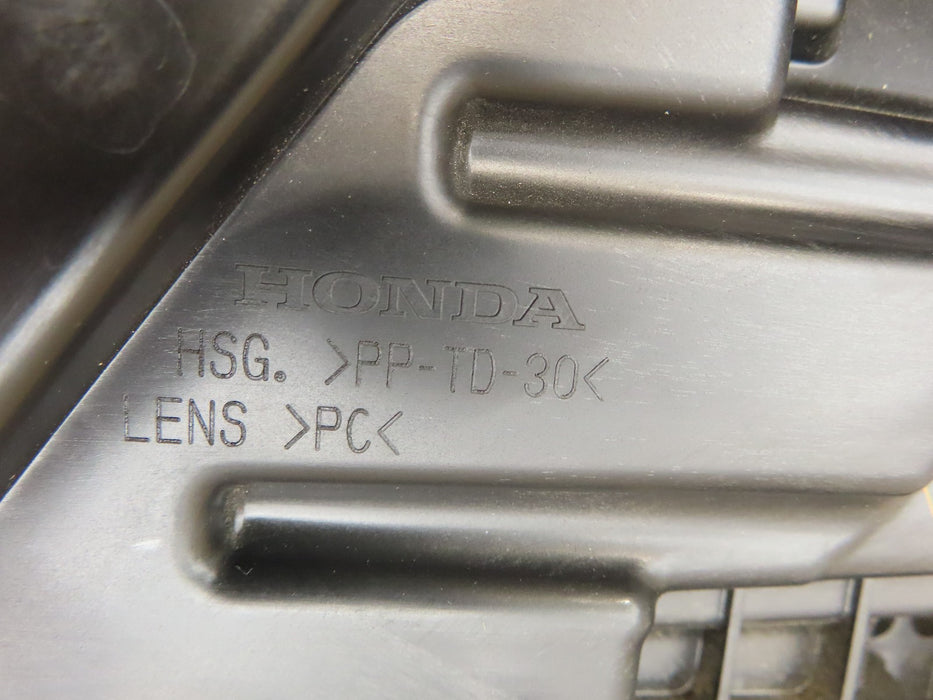 HONDA
HSG. >PP-TD-30<
LENS >PC<